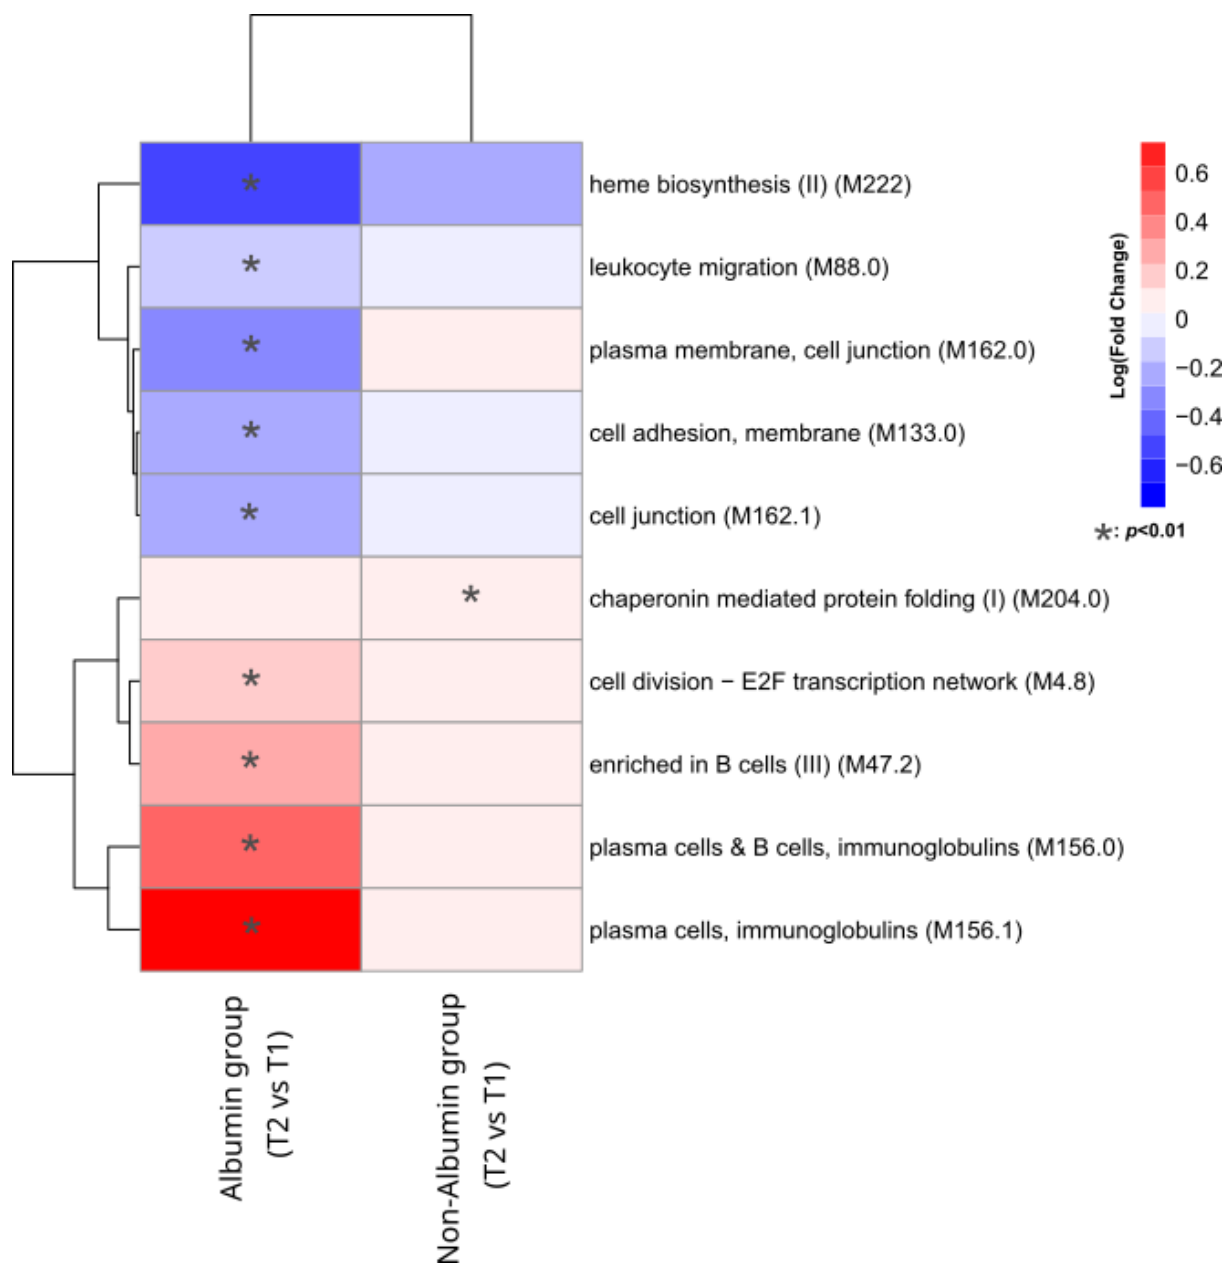 heme biosynthesis (II) (M222)
leukocyte migration (M88.0)
plasma membrane, cell junction (M162.0)
cell adhesion, membrane (M133.0)
cell junction (M162.1)
chaperonin mediated protein folding (I) (M204.0)
cell division − E2F transcription network (M4.8)
enriched in B cells (III) (M47.2)
plasma cells & B cells, immunoglobulins (M156.0)
plasma cells, immunoglobulins (M156.1)
Log(Fold Change)
0.6
0.4
0.2
0
−0.2
−0.4
−0.6
*: p<0.01
Albumin group
(T2 vs T1)
Non-Albumin group
(T2 vs T1)